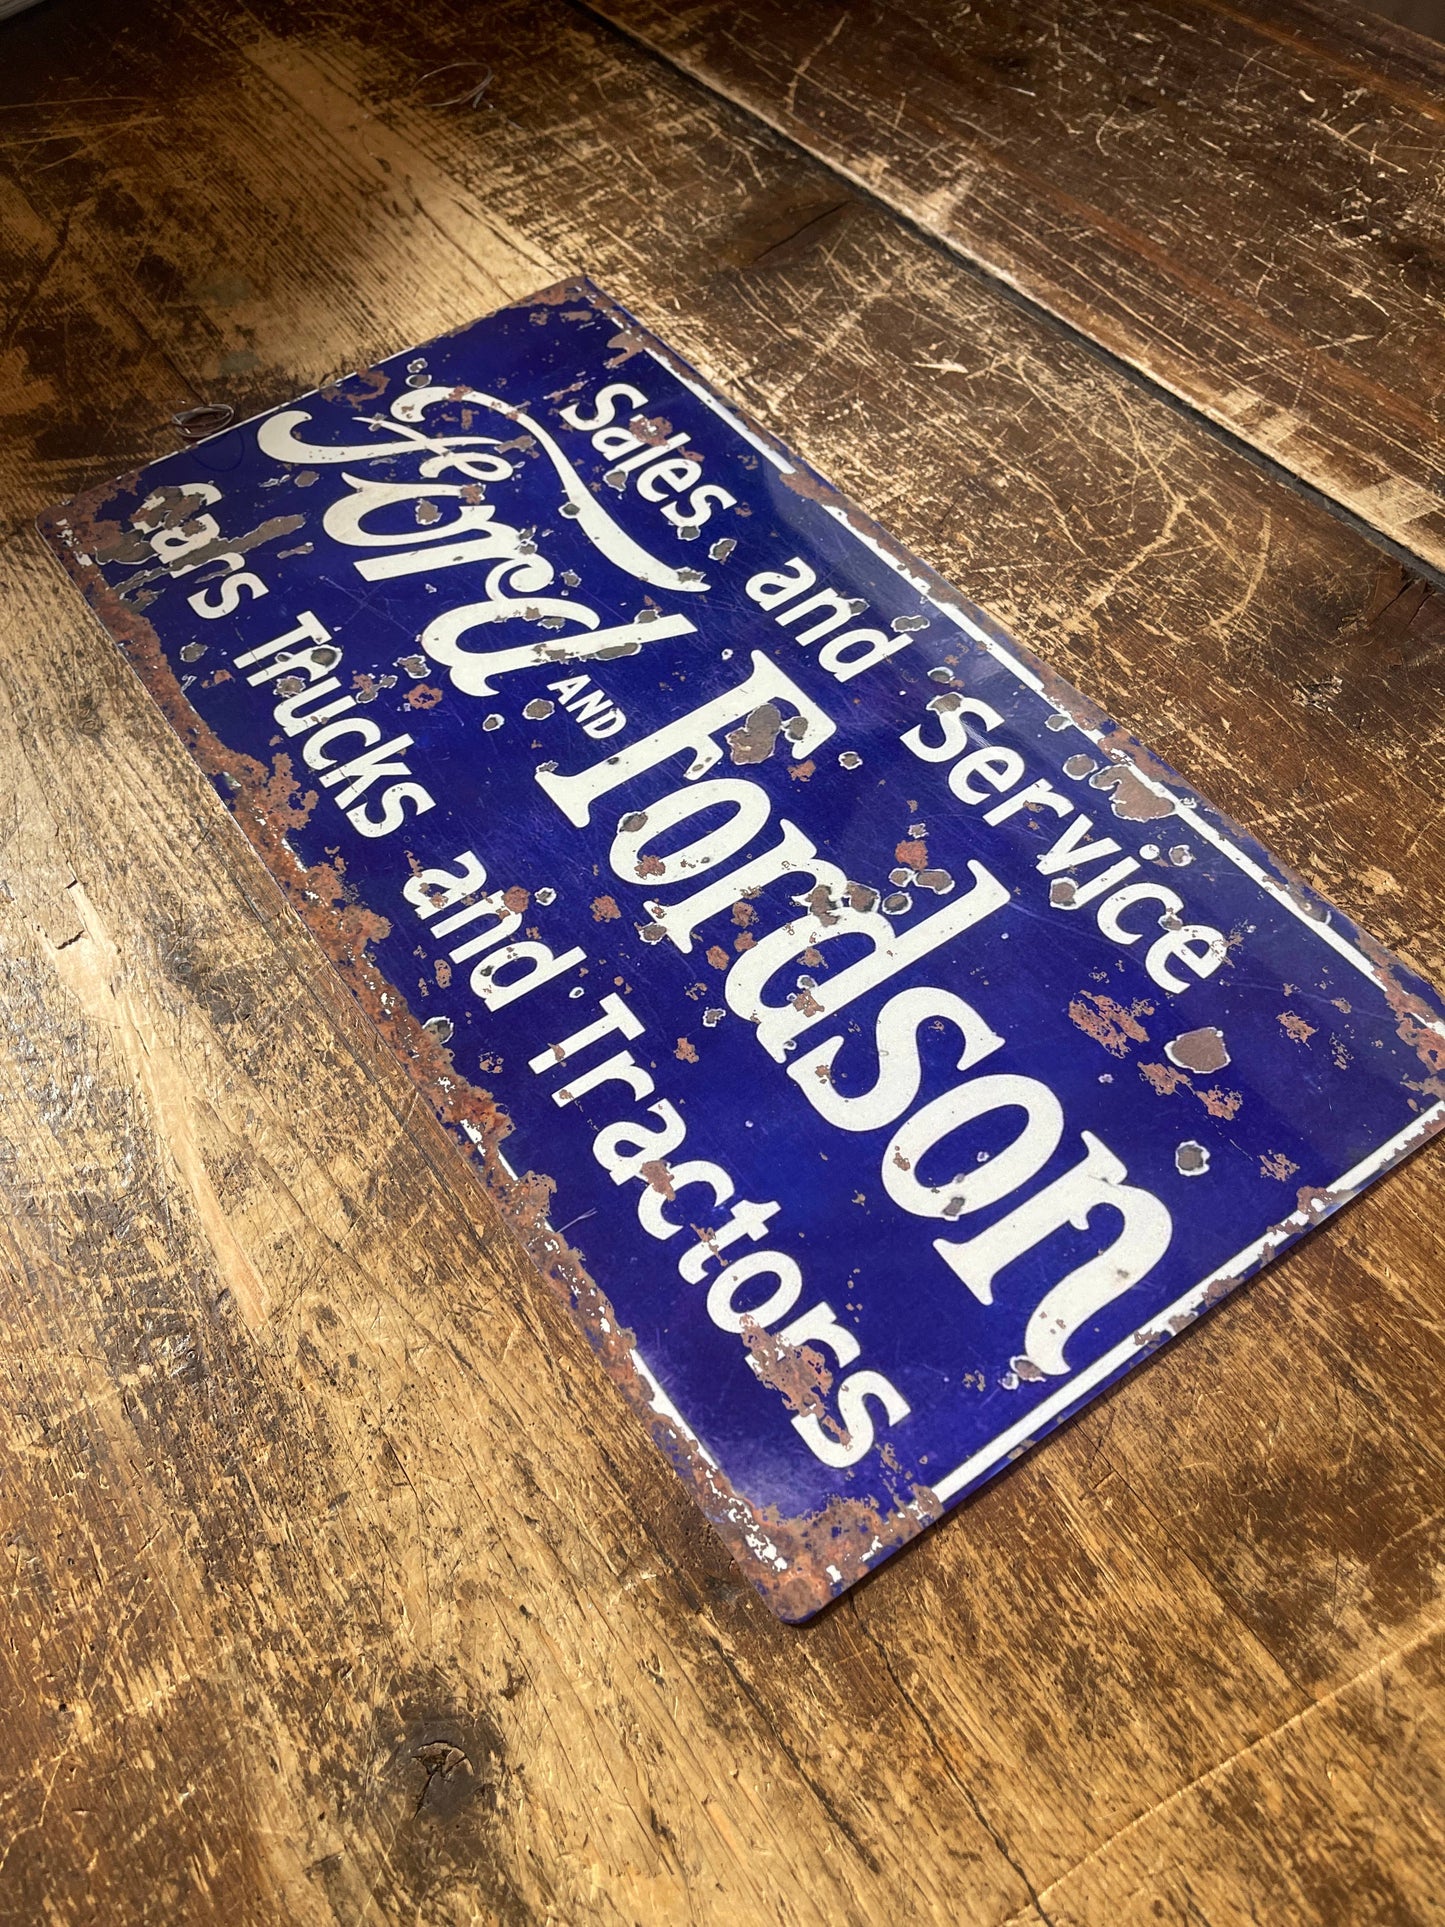 Sales and Service
Ford AND Fordson
Cars Trucks and Tractors